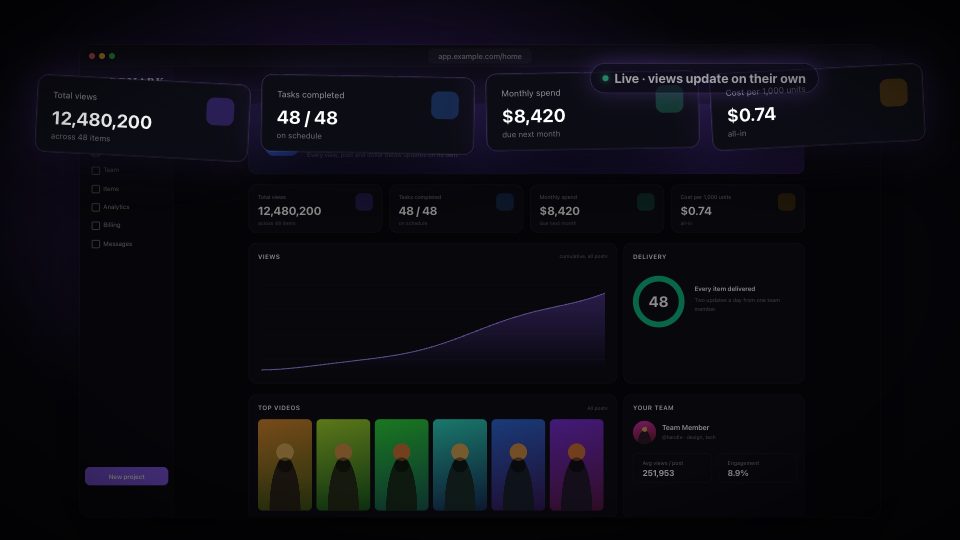 app.example.com/home
Live · views update on their own
Total views
12,480,200
across 48 items
Tasks completed
48 / 48
on schedule
Monthly spend
$8,420
due next month
Cost per 1,000 units
$0.74
all-in
Team
Items
Analytics
Billing
Messages
New project
Total views
12,480,200
across 48 items
Tasks completed
48 / 48
on schedule
Monthly spend
$8,420
due next month
Cost per 1,000 units
$0.74
all-in
VIEWS
cumulative, all posts
DELIVERY
48
Every item delivered
Two updates a day from one team
member.
TOP VIDEOS
All posts
YOUR TEAM
Team Member
@handle · design, tech
Avg views / post
251,953
Engagement
8.9%